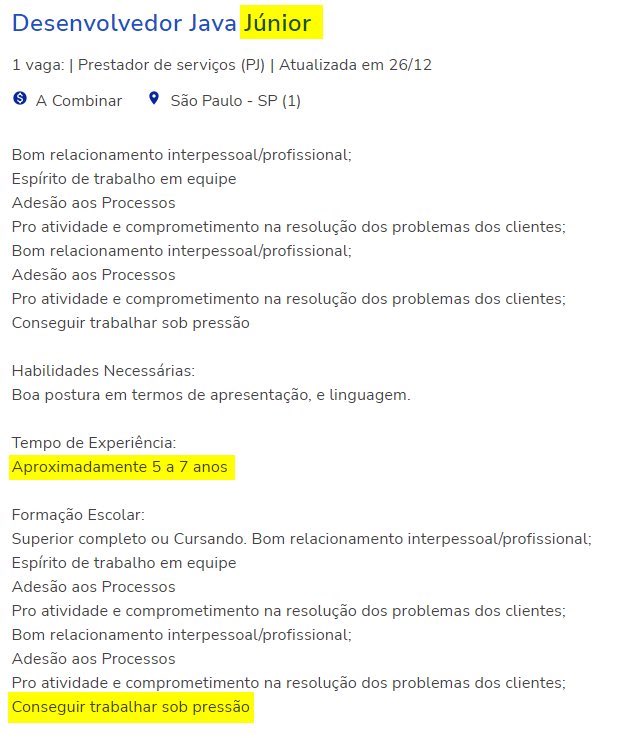 Desenvolvedor Java Júnior
1 vaga: | Prestador de serviços (PJ) | Atualizada em 26/12
A Combinar São Paulo - SP (1)
Bom relacionamento interpessoal/profissional;
Espírito de trabalho em equipe
Adesão aos Processos
Pro atividade e comprometimento na resolução dos problemas dos clientes;
Bom relacionamento interpessoal/profissional;
Adesão aos Processos
Pro atividade e comprometimento na resolução dos problemas dos clientes;
Conseguir trabalhar sob pressão
Habilidades Necessárias:
Boa postura em termos de apresentação, e linguagem.
Tempo de Experiência:
Aproximadamente 5 a 7 anos
Formação Escolar:
Superior completo ou Cursando. Bom relacionamento interpessoal/profissional;
Espírito de trabalho em equipe
Adesão aos Processos
Pro atividade e comprometimento na resolução dos problemas dos clientes;
Bom relacionamento interpessoal/profissional;
Adesão aos Processos
Pro atividade e comprometimento na resolução dos problemas dos clientes;
Conseguir trabalhar sob pressão